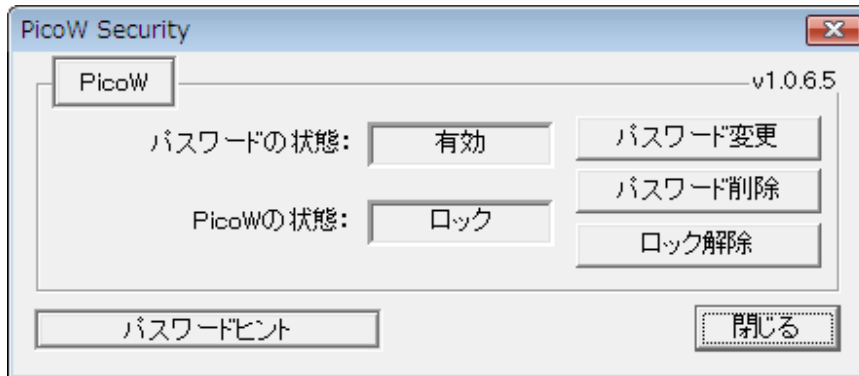 PicoW Security
PicoW
v1.0.6.5
パスワードの状態:
有効
パスワード変更
パスワード削除
PicoWの状態:
ロック
ロック解除
パスワードヒント
閉じる